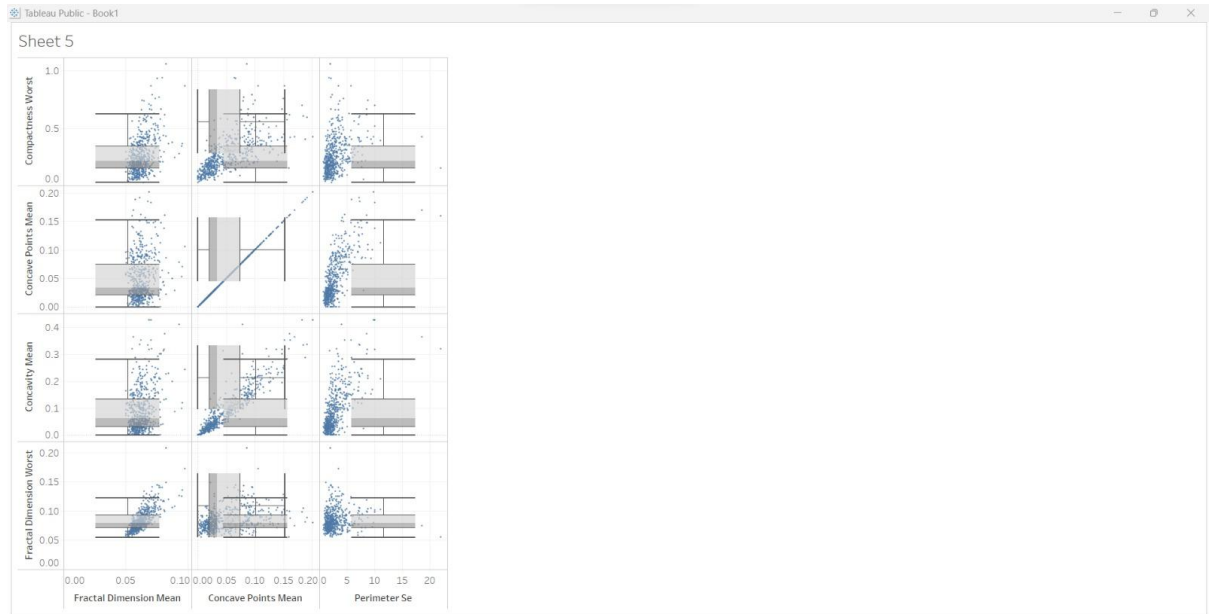 Tableau Public - Book1
Sheet 5
Compactness Worst
1.0
0.5
0.0
Concave Points Mean
0.20
0.15
0.10
0.05
0.00
Concavity Mean
0.4
0.3
0.2
0.1
0.0
Fractal Dimension Worst
0.20
0.15
0.10
0.05
0.00
0.00 0.05 0.10 0.00 0.05 0.10 0.15 0.20 0 5 10 15 20
Fractal Dimension Mean Concave Points Mean Perimeter Se